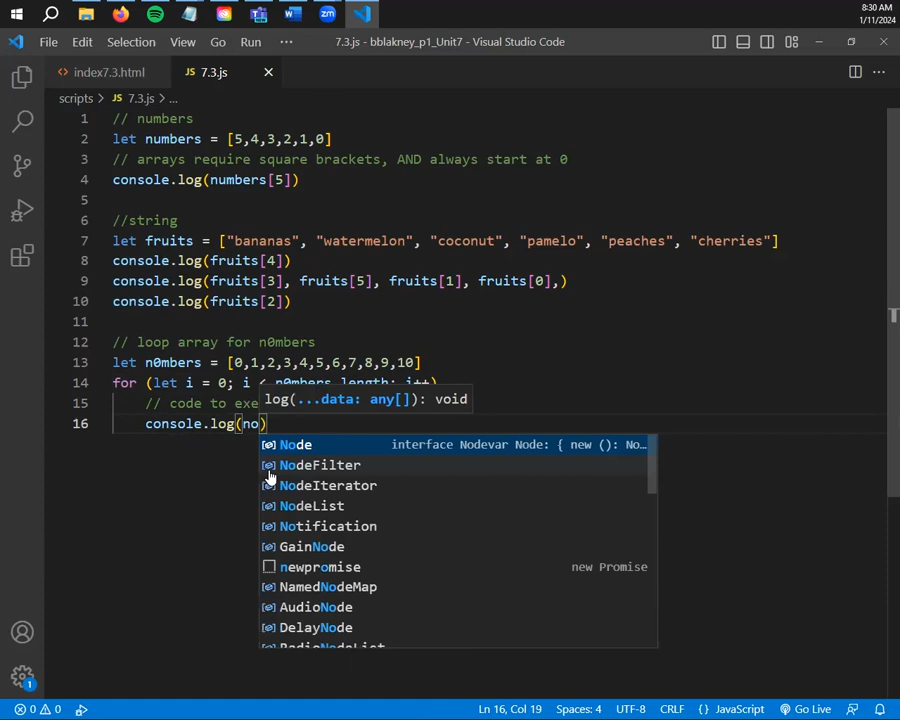 8:30 AM
1/11/2024
File Edit Selection View Go Run ··· 7.3.js - bblakney_p1_Unit7 - Visual Studio Code
<> index7.3.html JS 7.3.js
scripts > JS 7.3.js > ...
1 // numbers
2 let numbers = [5,4,3,2,1,0]
3 // arrays require square brackets, AND always start at 0
4 console.log(numbers[5])
5
6 //string
7 let fruits = ["bananas", "watermelon", "coconut", "pamelo", "peaches", "cherries"]
8 console.log(fruits[4])
9 console.log(fruits[3], fruits[5], fruits[1], fruits[0],)
10 console.log(fruits[2])
11
12 // loop array for n0mbers
13 let n0mbers = [0,1,2,3,4,5,6,7,8,9,10]
14 for (let i = 0; i < n0mbers.length; i++)
log(...data: any[]): void
15 // code to exe
16 console.log(no)
Node interface Nodevar Node: { new (): No...
NodeFilter
NodeIterator
NodeList
Notification
GainNode
newpromise new Promise
NamedNodeMap
AudioNode
DelayNode
RadioNodeList
1
0 0 Ln 16, Col 19 Spaces: 4 UTF-8 CRLF {} JavaScript Go Live